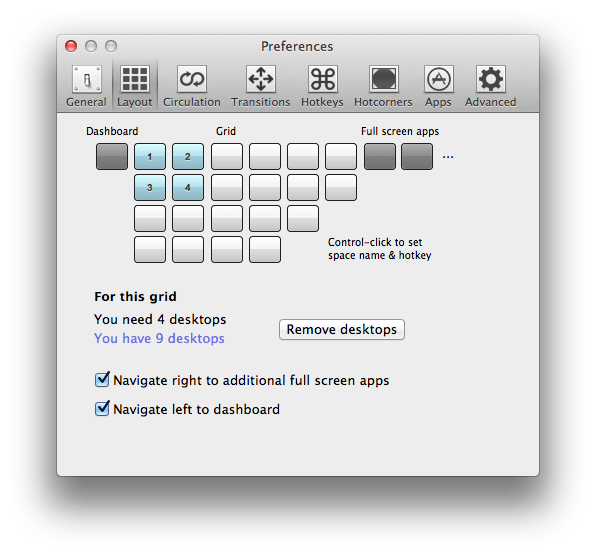 Preferences
General Layout Circulation Transitions Hotkeys Hotcorners Apps Advanced
Dashboard Grid Full screen apps
1 2 ...
3 4
Control-click to set
space name & hotkey
For this grid
You need 4 desktops
You have 9 desktops
Remove desktops
Navigate right to additional full screen apps
Navigate left to dashboard